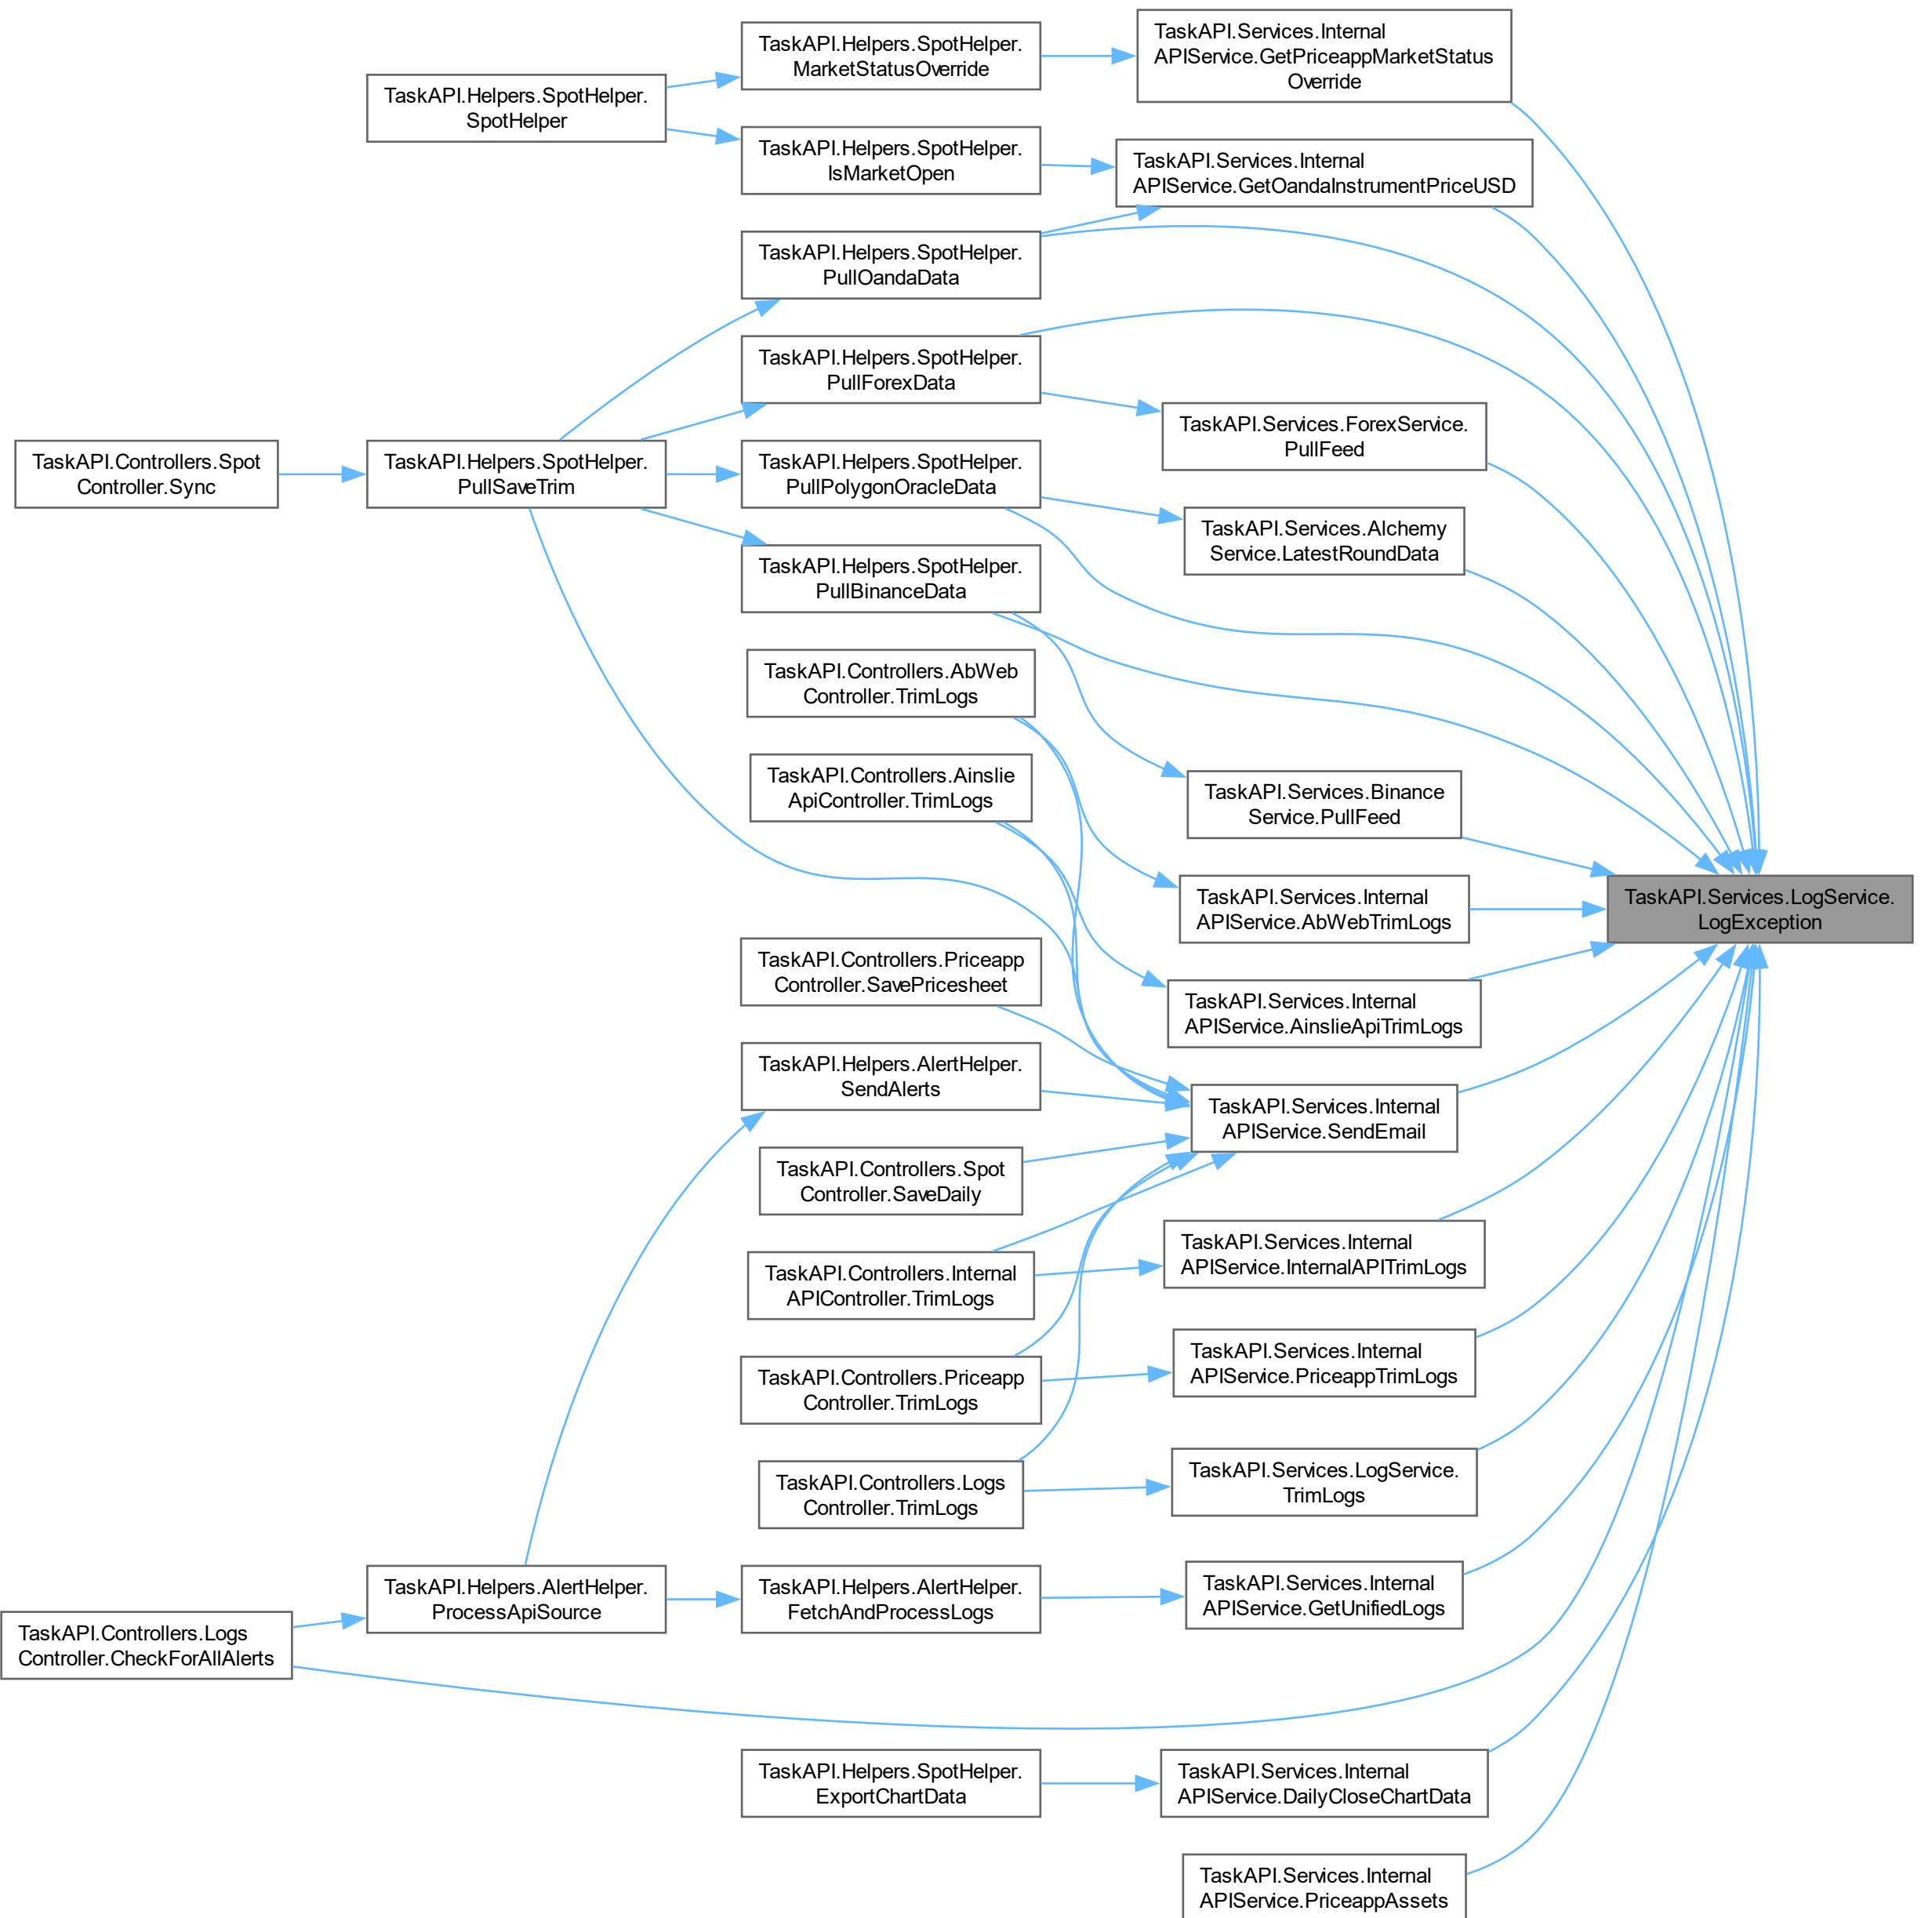 TaskAPI.Services.Internal
APIService.GetPriceappMarketStatus
Override
TaskAPI.Helpers.SpotHelper.
MarketStatusOverride
TaskAPI.Helpers.SpotHelper.
SpotHelper
TaskAPI.Helpers.SpotHelper.
IsMarketOpen
TaskAPI.Services.Internal
APIService.GetOandaInstrumentPriceUSD
TaskAPI.Helpers.SpotHelper.
PullOandaData
TaskAPI.Helpers.SpotHelper.
PullForexData
TaskAPI.Services.ForexService.
PullFeed
TaskAPI.Controllers.Spot
Controller.Sync
TaskAPI.Helpers.SpotHelper.
PullSaveTrim
TaskAPI.Helpers.SpotHelper.
PullPolygonOracleData
TaskAPI.Services.Alchemy
Service.LatestRoundData
TaskAPI.Helpers.SpotHelper.
PullBinanceData
TaskAPI.Controllers.AbWeb
Controller.TrimLogs
TaskAPI.Controllers.Ainslie
ApiController.TrimLogs
TaskAPI.Services.Binance
Service.PullFeed
TaskAPI.Services.Internal
APIService.AbWebTrimLogs
TaskAPI.Services.LogService.
LogException
TaskAPI.Controllers.Priceapp
Controller.SavePricesheet
TaskAPI.Services.Internal
APIService.AinslieApiTrimLogs
TaskAPI.Helpers.AlertHelper.
SendAlerts
TaskAPI.Services.Internal
APIService.SendEmail
TaskAPI.Controllers.Spot
Controller.SaveDaily
TaskAPI.Services.Internal
APIService.InternalAPITrimLogs
TaskAPI.Controllers.Internal
APIController.TrimLogs
TaskAPI.Services.Internal
APIService.PriceappTrimLogs
TaskAPI.Controllers.Priceapp
Controller.TrimLogs
TaskAPI.Services.LogService.
TrimLogs
TaskAPI.Controllers.Logs
Controller.TrimLogs
TaskAPI.Helpers.AlertHelper.
ProcessApiSource
TaskAPI.Helpers.AlertHelper.
FetchAndProcessLogs
TaskAPI.Services.Internal
APIService.GetUnifiedLogs
TaskAPI.Controllers.Logs
Controller.CheckForAllAlerts
TaskAPI.Helpers.SpotHelper.
ExportChartData
TaskAPI.Services.Internal
APIService.DailyCloseChartData
TaskAPI.Services.Internal
APIService.PriceappAssets